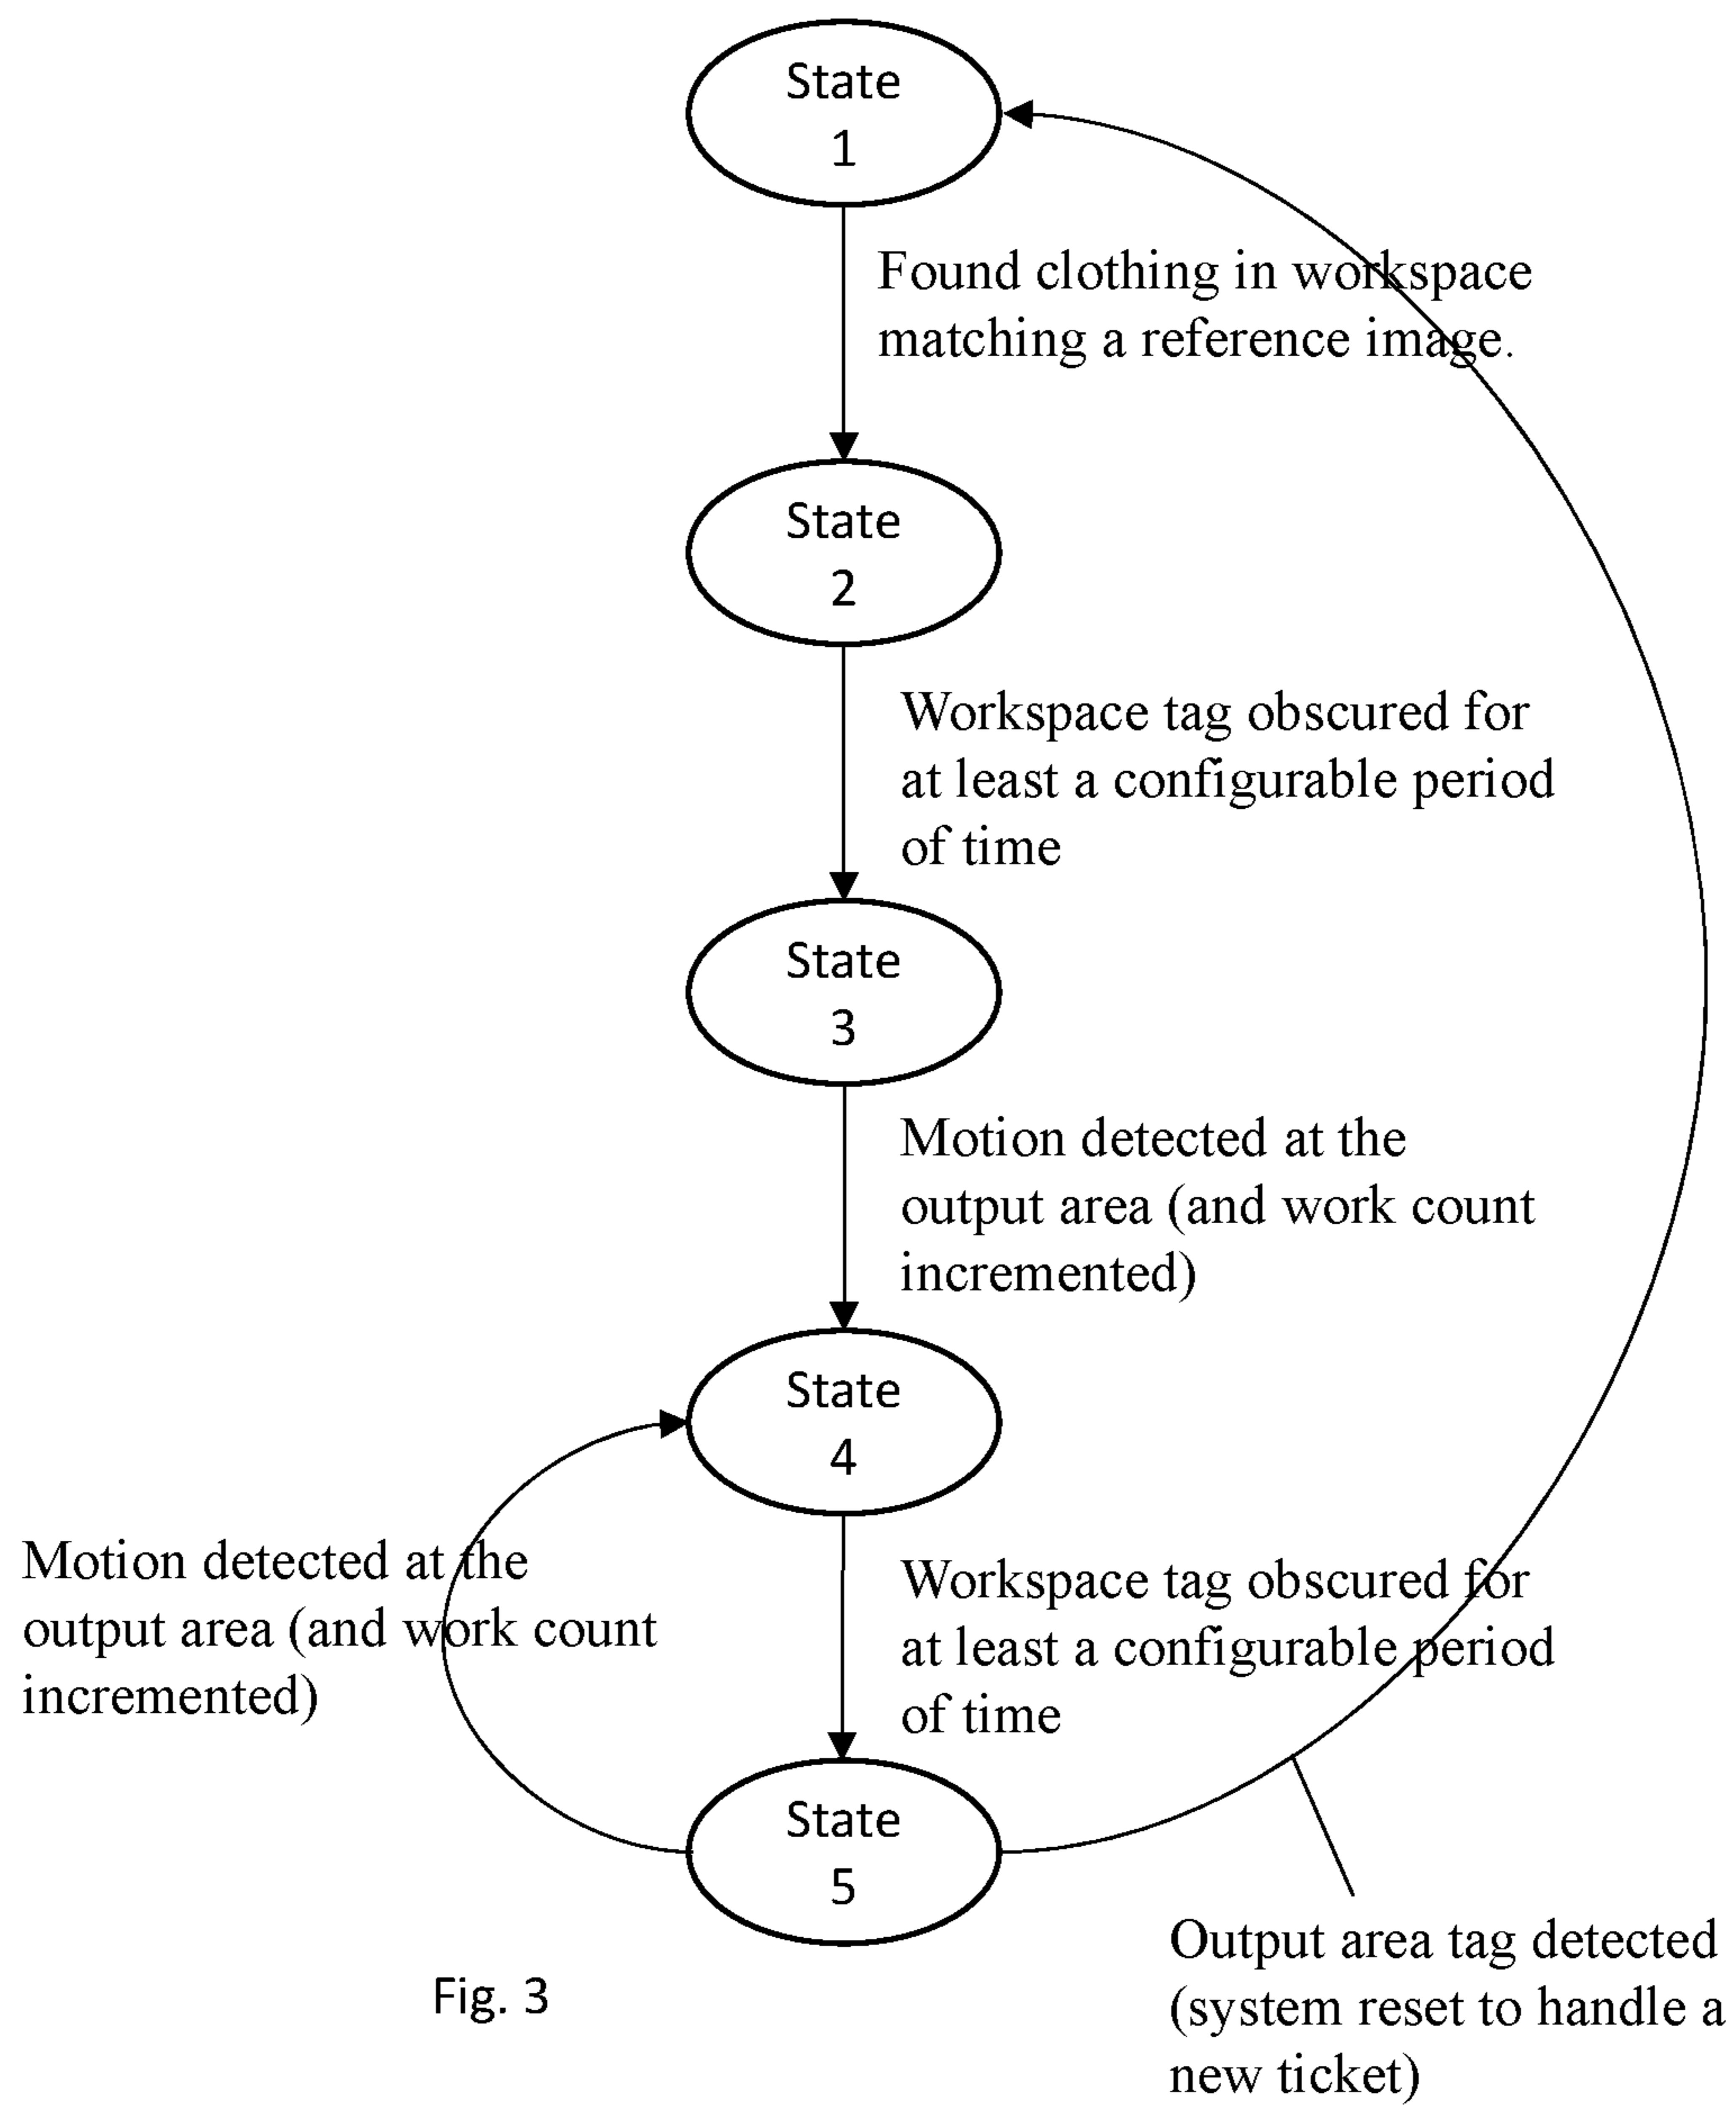 State
1
Found clothing in workspace
matching a reference image.
State
2
Workspace tag obscured for
at least a configurable period
of time
State
3
Motion detected at the
output area (and work count
incremented)
State
4
Motion detected at the
output area (and work count
incremented)
Workspace tag obscured for
at least a configurable period
of time
State
5
Output area tag detected
(system reset to handle a
new ticket)
Fig. 3